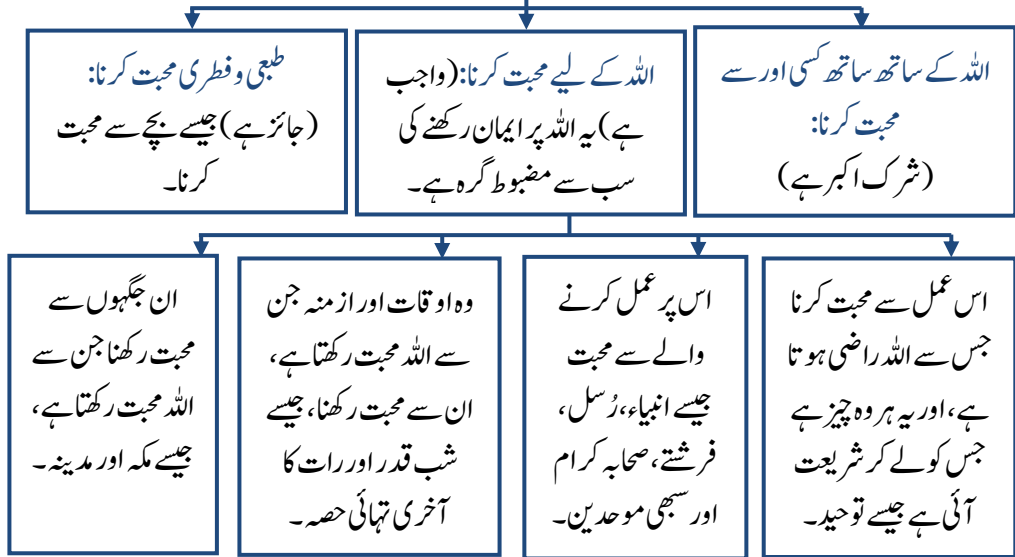 اللہ کے ساتھ ساتھ کسی اور سے
محبت کرنا:
(شرک اکبر ہے)
اللہ کے لیے محبت کرنا:(واجب
ہے)یہ اللہ پر ایمان رکھنے کی
سب سے مضبوط گرہ ہے۔
طبعی و فطری محبت کرنا:
(جائز ہے)جیسے بچے سے محبت
کرنا۔
اس عمل سے محبت کرنا
جس سے اللہ راضی ہوتا
ہے، اور یہ ہر وہ چیز ہے
جس کو لے کر شریعت
آئی ہے جیسے توحید۔
اس پر عمل کرنے
والے سے محبت
جیسے انبیاء، رُسل،
فرشتے، صحابہ کرام
اور سبھی موحدین۔
وہ اوقات اور ازمنہ جن
سے اللہ محبت رکھتا ہے،
ان سے محبت رکھنا، جیسے
شب قدر اور رات کا
آخری تہائی حصہ۔
ان جگہوں سے
محبت رکھنا جن سے
اللہ محبت رکھتا ہے،
جیسے مکہ اور مدینہ۔